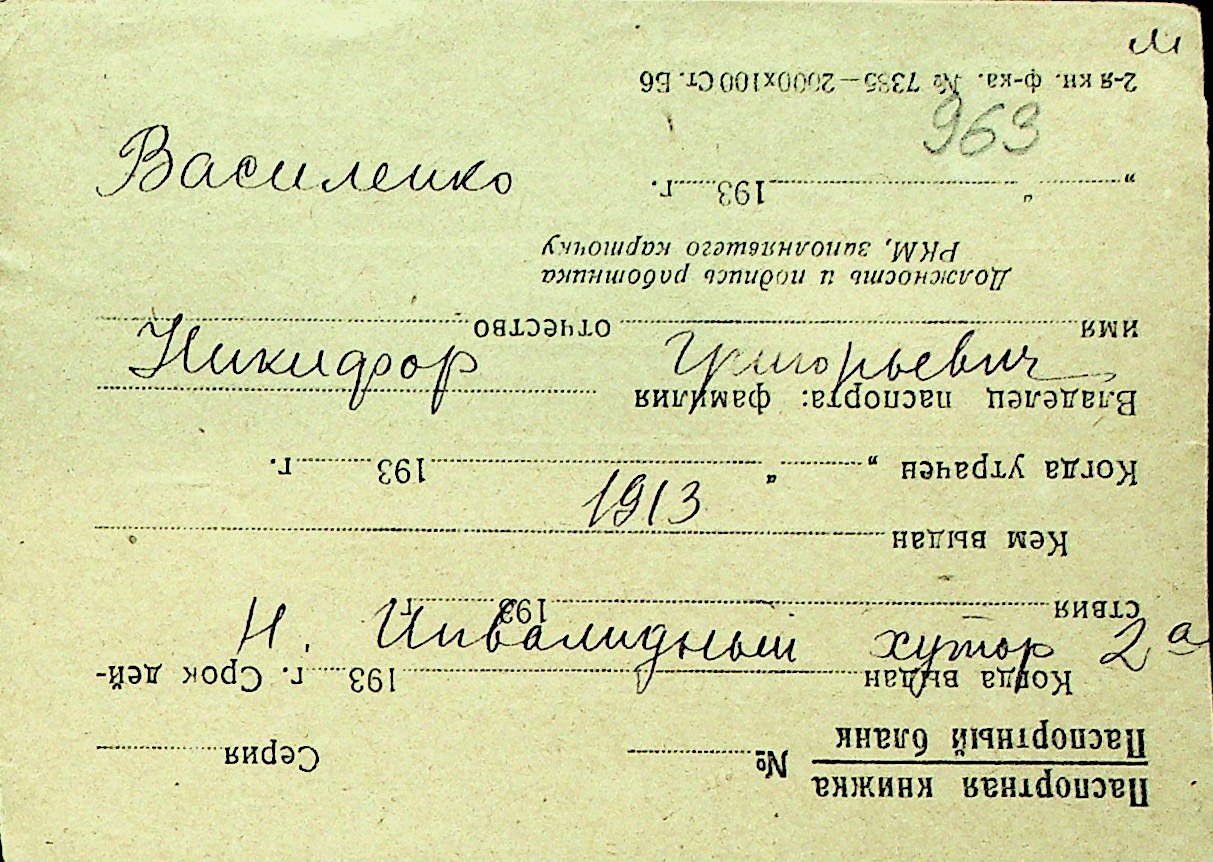 м
963
Василенко
Никифор Григорьевич
1913
Н. Инвалидный хутор 2а
Паспортная книжка
Паспортный бланк № Серия
Когда выдан 193 г. Срок дей-
ствия 193 г.
Кем выдан
Когда утрачен „ “ 193 г.
Владелец паспорта: фамилия
имя отчество
Должность и подпись работника
РКМ, заполнявшего карточку
„ “ 193 г.
2-я кн. ф-ка. № 7385—2000х100 Ст. Б6